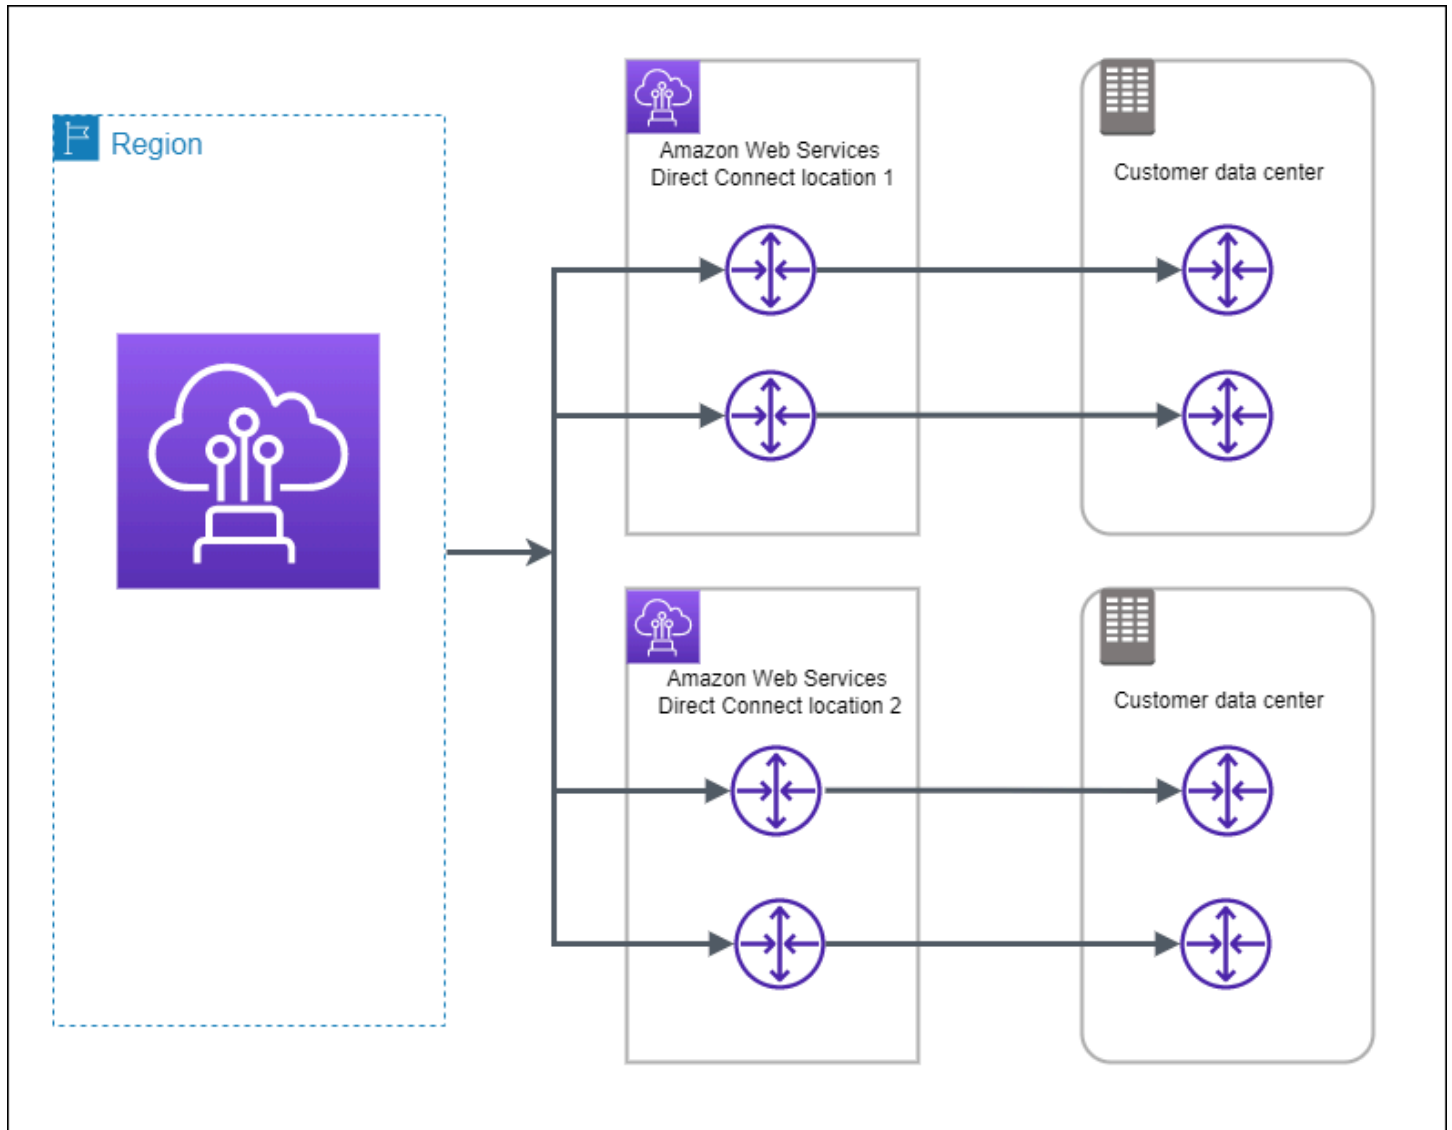 Region
Amazon Web Services
Direct Connect location 1
Customer data center
Amazon Web Services
Direct Connect location 2
Customer data center